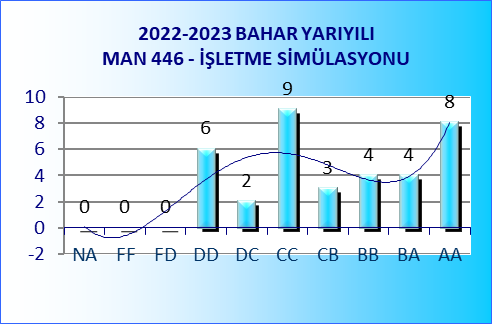 2022-2023 BAHAR YARIYILI
MAN 446 - İŞLETME SİMÜLASYONU
10
8
6
4
2
0
-2
0 0 0 6 2 9 3 4 4 8
NA FF FD DD DC CC CB BB BA AA